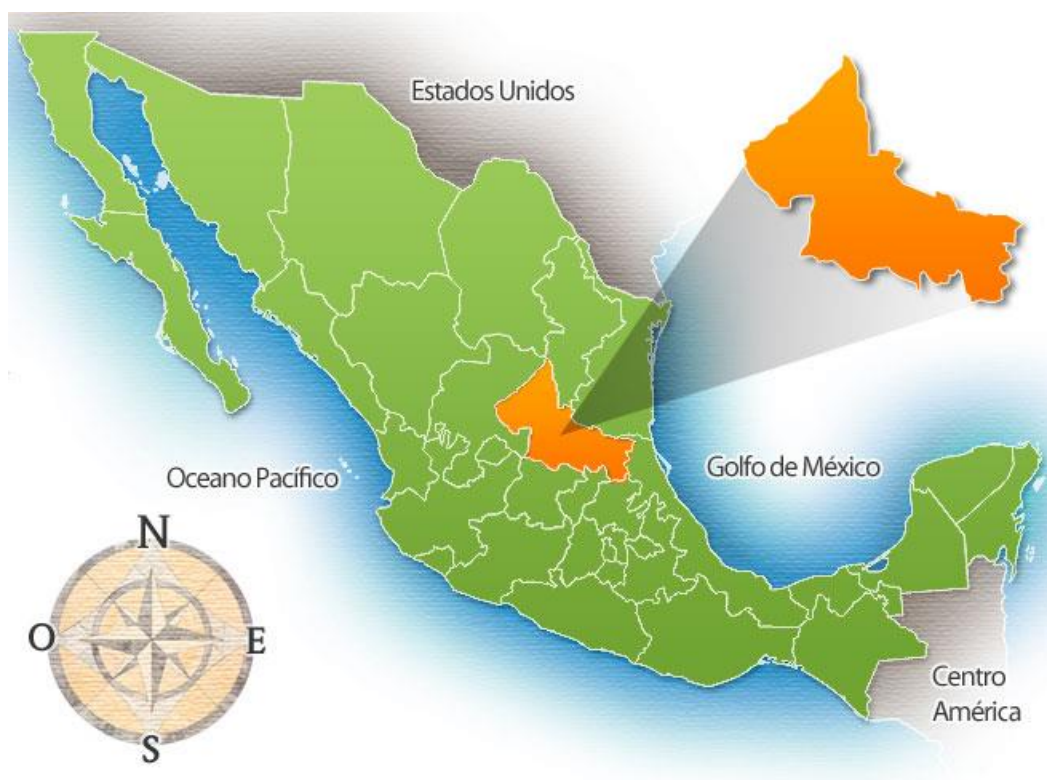 Estados Unidos
Oceano Pacífico
Golfo de México
N
O
E
S
Centro
América